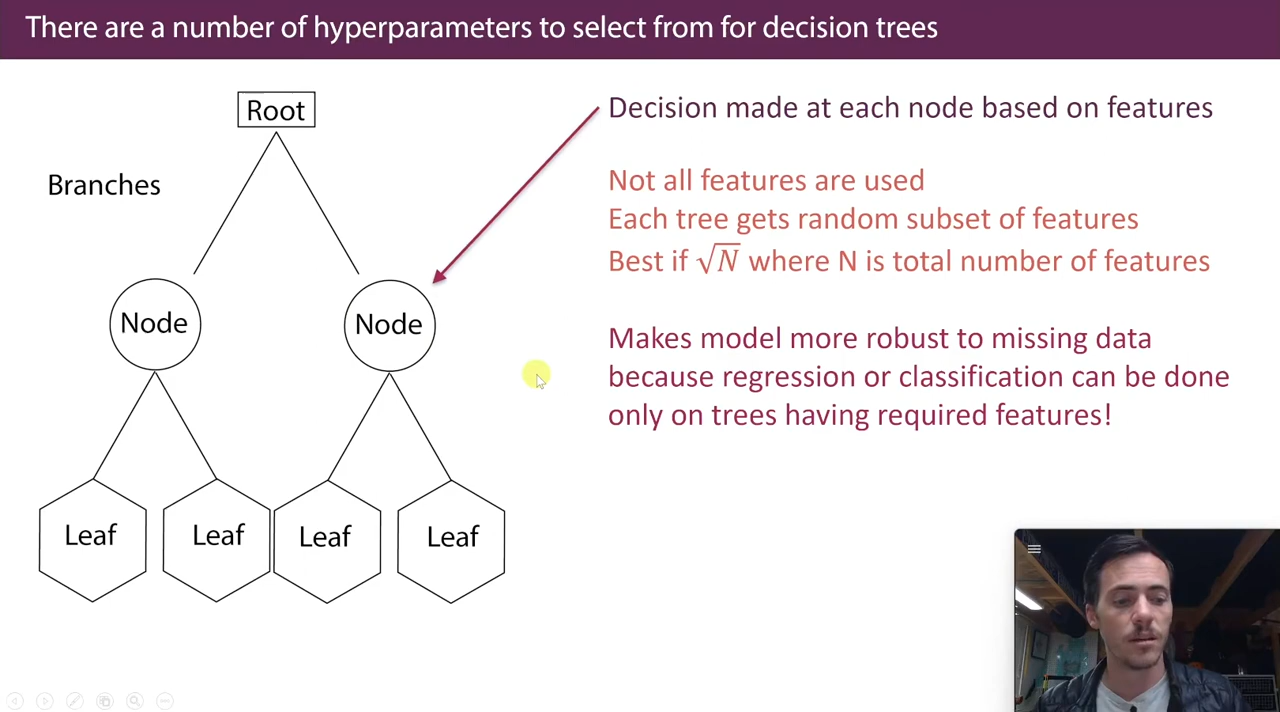 There are a number of hyperparameters to select from for decision trees
Root
Branches
Node
Node
Leaf
Leaf
Leaf
Leaf
Decision made at each node based on features
Not all features are used
Each tree gets random subset of features
Best if √N where N is total number of features
Makes model more robust to missing data
because regression or classification can be done
only on trees having required features!